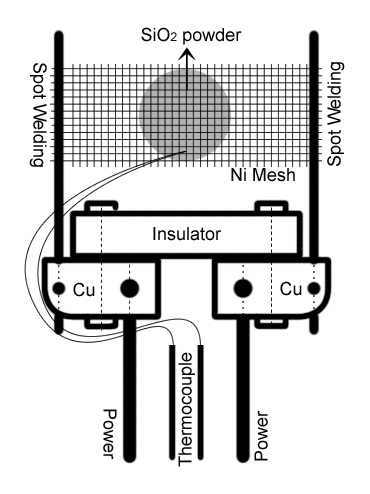 SiO₂ powder
Spot Welding
Spot Welding
Ni Mesh
Insulator
Cu
Cu
Power
Thermocouple
Power